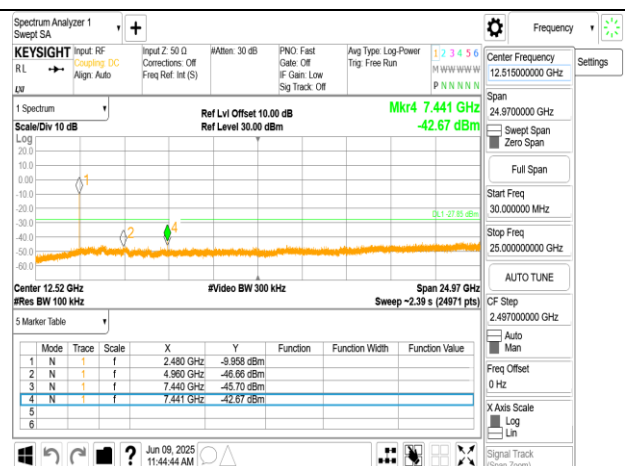 Spectrum Analyzer 1
Swept SA
Frequency
KEYSIGHT
RL
Input: RF
Coupling: DC
Align: Auto
Input Z: 50 Ω
Corrections: Off
Freq Ref: Int (S)
#Atten: 30 dB
PNO: Fast
Gate: Off
IF Gain: Low
Sig Track: Off
Avg Type: Log-Power
Trig: Free Run
1 2 3 4 5 6
M W W W W W
P N N N N N
Center Frequency
12.515000000 GHz
Settings
Span
24.9700000 GHz
Swept Span
Zero Span
Full Span
Start Freq
30.000000 MHz
Stop Freq
25.000000000 GHz
AUTO TUNE
CF Step
2.497000000 GHz
Auto
Man
Freq Offset
0 Hz
X Axis Scale
Log
Lin
Signal Track
(Span Zoom)
1 Spectrum
Scale/Div 10 dB
Log
Ref Lvl Offset 10.00 dB
Ref Level 30.00 dBm
Mkr4 7.441 GHz
-42.67 dBm
20.0
10.0
0.00
-10.0
-20.0
-30.0
-40.0
-50.0
-60.0
1
2
4
DL1 -27.65 dBm
Center 12.52 GHz
#Res BW 100 kHz
#Video BW 300 kHz
Span 24.97 GHz
Sweep ~2.39 s (24971 pts)
5 Marker Table
Mode Trace Scale X Y Function Function Width Function Value
1 N 1 f 2.480 GHz -9.958 dBm
2 N 1 f 4.960 GHz -46.66 dBm
3 N 1 f 7.440 GHz -45.70 dBm
4 N 1 f 7.441 GHz -42.67 dBm
5
6
?
Jun 09, 2025
11:44:44 AM